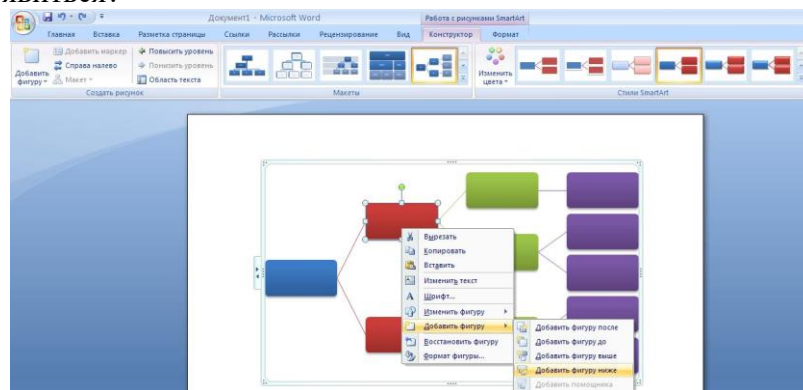 явиться?
Документ1 - Microsoft Word
Работа с рисунками SmartArt
Главная Вставка Разметка страницы Ссылки Рассылки Рецензирование Вид Конструктор Формат
Добавить фигуру
Добавить маркер
Справа налево
Макет
Повысить уровень
Понизить уровень
Область текста
Создать рисунок
Макеты
Изменить цвета
Стили SmartArt
Вырезать
Копировать
Вставить
Изменить текст
Шрифт...
Изменить фигуру
Добавить фигуру
Восстановить фигуру
Формат фигуры...
Добавить фигуру после
Добавить фигуру до
Добавить фигуру выше
Добавить фигуру ниже
Добавить помощника